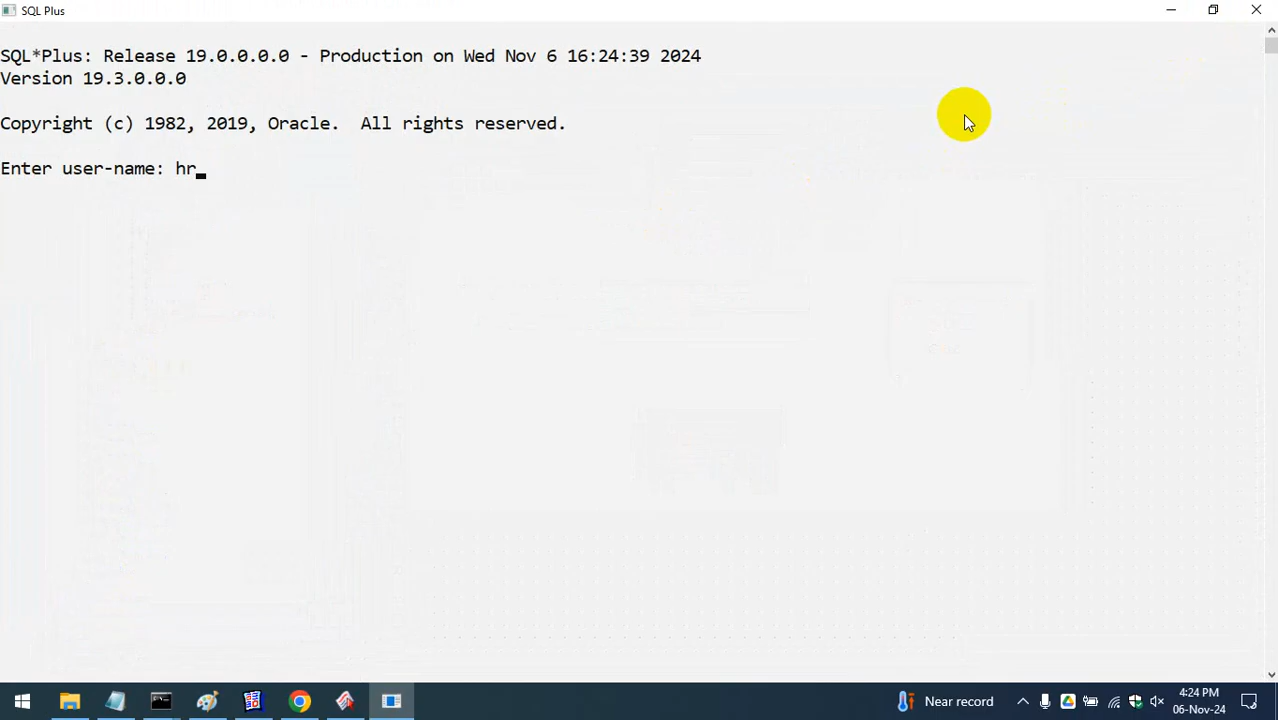 SQL Plus
SQL*Plus: Release 19.0.0.0.0 - Production on Wed Nov 6 16:24:39 2024
Version 19.3.0.0.0
Copyright (c) 1982, 2019, Oracle.  All rights reserved.
Enter user-name: hr
Near record
4:24 PM
06-Nov-24